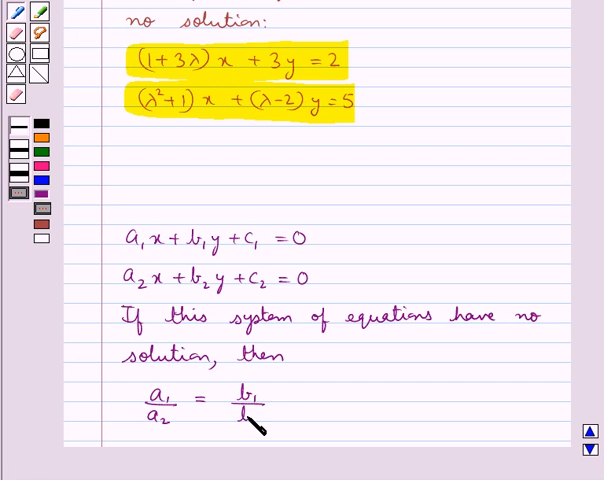 no solution:
(1+3λ) x + 3y = 2
(λ²+1) x + (λ-2) y = 5
a₁x + b₁y + c₁ = 0
a₂x + b₂y + c₂ = 0
If this system of equations have no
solution, then
a₁/a₂ = b₁/b